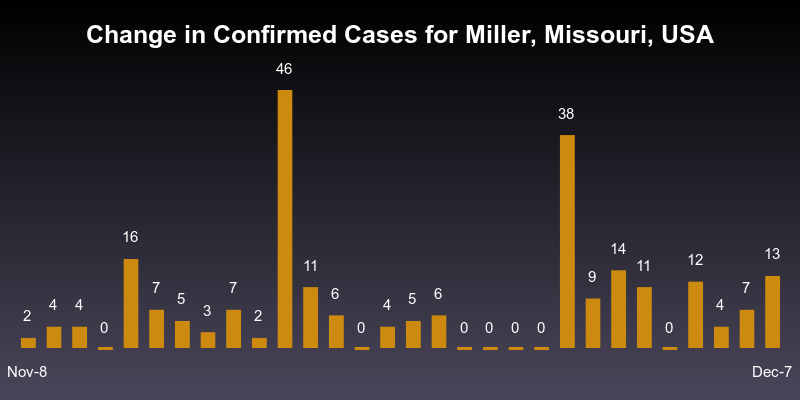 Change in Confirmed Cases for Miller, Missouri, USA
2 4 4 0 16 7 5 3 7 2 46 11 6 0 4 5 6 0 0 0 0 38 9 14 11 0 12 4 7 13
Nov-8 Dec-7